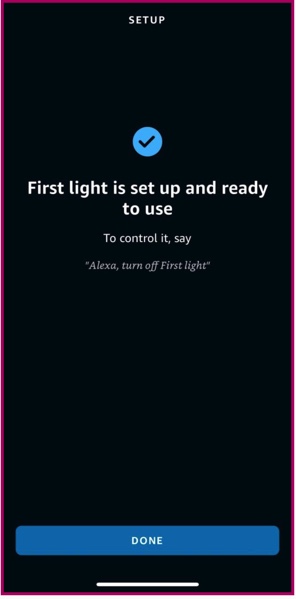 SETUP
First light is set up and ready
to use
To control it, say
"Alexa, turn off First light"
DONE